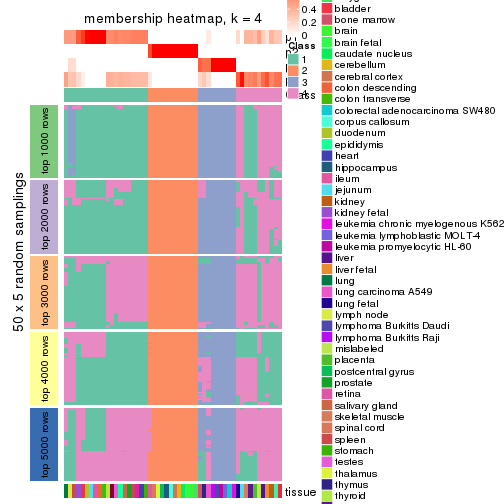 membership heatmap, k = 4
50 x 5 random samplings
top 1000 rows
top 2000 rows
top 3000 rows
top 4000 rows
top 5000 rows
0.4
0.2
0
Class
1
2
3
tissue
bladder
bone marrow
brain
brain fetal
caudate nucleus
cerebellum
cerebral cortex
colon descending
colon transverse
colorectal adenocarcinoma SW480
corpus callosum
duodenum
epididymis
heart
hippocampus
ileum
jejunum
kidney
kidney fetal
leukemia chronic myelogenous K562
leukemia lymphoblastic MOLT-4
leukemia promyelocytic HL-60
liver
liver fetal
lung
lung carcinoma A549
lung fetal
lymph node
lymphoma Burkitts Daudi
lymphoma Burkitts Raji
mislabeled
placenta
postcentral gyrus
prostate
retina
salivary gland
skeletal muscle
spinal cord
spleen
stomach
testes
thalamus
thymus
thyroid